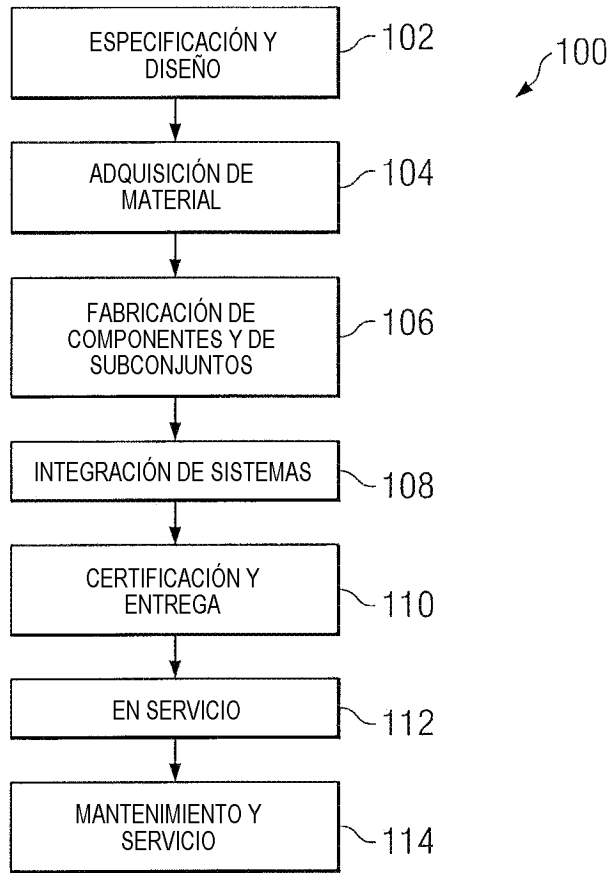 ESPECIFICACIÓN Y
DISEÑO
102
100
ADQUISICIÓN DE
MATERIAL
104
FABRICACIÓN DE
COMPONENTES Y DE
SUBCONJUNTOS
106
INTEGRACIÓN DE SISTEMAS
108
CERTIFICACIÓN Y
ENTREGA
110
EN SERVICIO
112
MANTENIMIENTO Y
SERVICIO
114